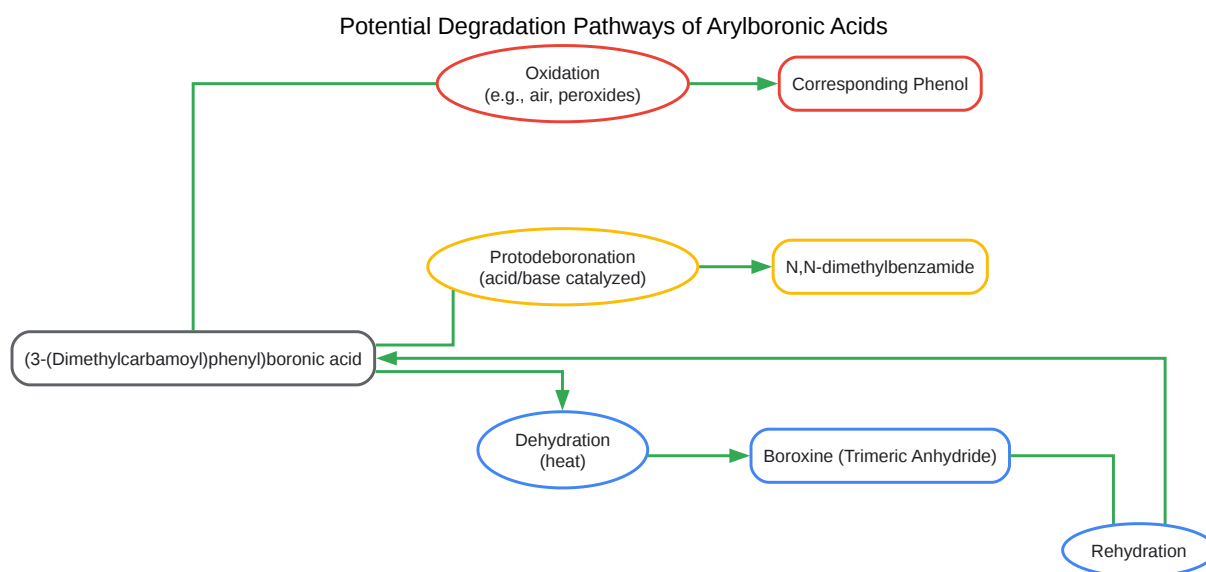 Potential Degradation Pathways of Arylboronic Acids
Oxidation
(e.g., air, peroxides)
Corresponding Phenol
Protodeboronation
(acid/base catalyzed)
N,N-dimethylbenzamide
(3-(Dimethylcarbamoyl)phenyl)boronic acid
Dehydration
(heat)
Boroxine (Trimeric Anhydride)
Rehydration